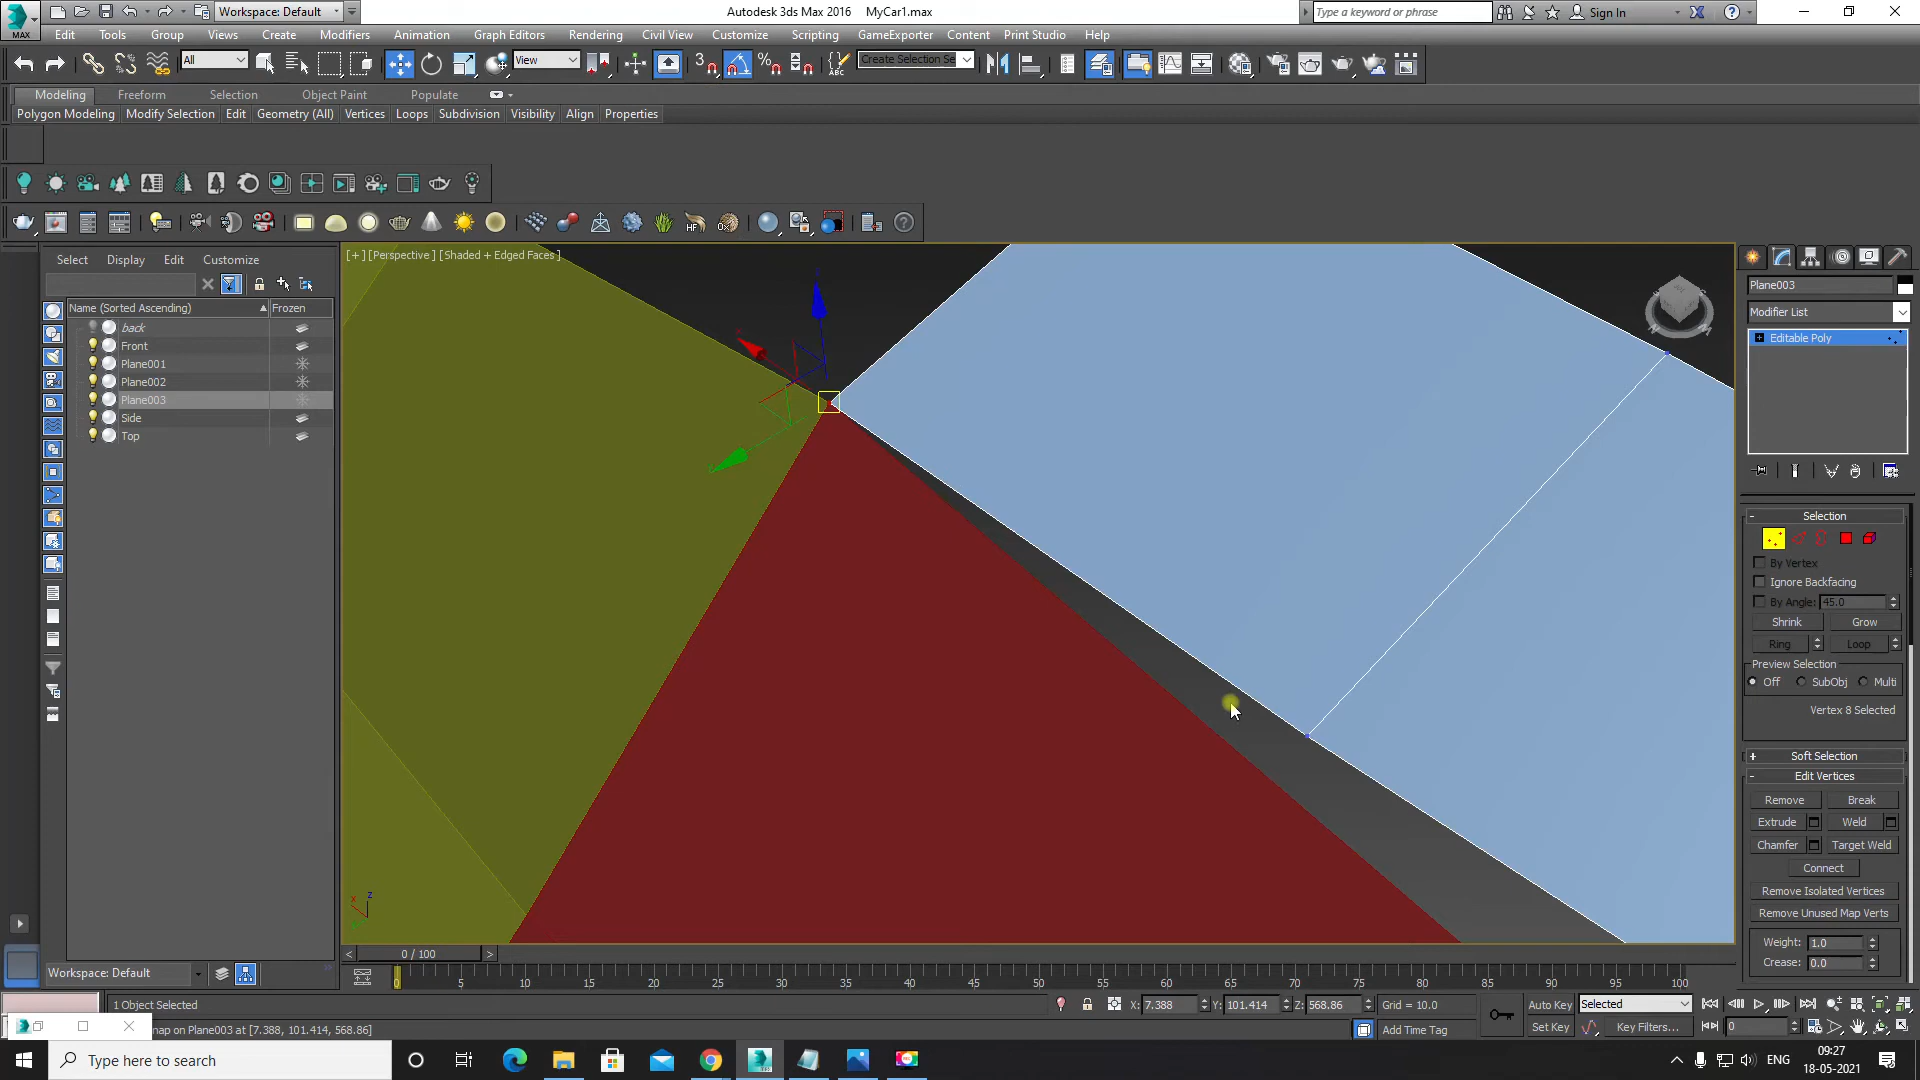 Workspace: Default
Autodesk 3ds Max 2016 MyCar1.max
Type a keyword or phrase
Sign In
MAX
Edit Tools Group Views Create Modifiers Animation Graph Editors Rendering Civil View Customize Scripting GameExporter Content Print Studio Help
All
View
3
ABC
Create Selection Se
Modeling Freeform Selection Object Paint Populate
Polygon Modeling Modify Selection Edit Geometry (All) Vertices Loops Subdivision Visibility Align Properties
HF
Select Display Edit Customize
[+] [Perspective] [Shaded + Edged Faces]
Name (Sorted Ascending) Frozen
back
Front
Plane001
Plane002
Plane003
Side
Top
Plane003
Modifier List
Editable Poly
Selection
By Vertex
Ignore Backfacing
By Angle: 45.0
Shrink Grow
Ring Loop
Preview Selection
Off SubObj Multi
Vertex 8 Selected
Soft Selection
Edit Vertices
Remove Break
Extrude Weld
Chamfer Target Weld
Connect
Remove Isolated Vertices
Remove Unused Map Verts
Weight: 1.0
Crease: 0.0
0 / 100
Workspace: Default
0 5 10 15 20 25 30 35 40 45 50 55 60 65 70 75 80 85 90 95 100
1 Object Selected
X: 7.388 Y: 101.414 Z: 568.86 Grid = 10.0
Auto Key Selected
nap on Plane003 at [7.388, 101.414, 568.86]
Add Time Tag
Set Key Key Filters... 0
Type here to search
ENG
09:27
18-05-2021